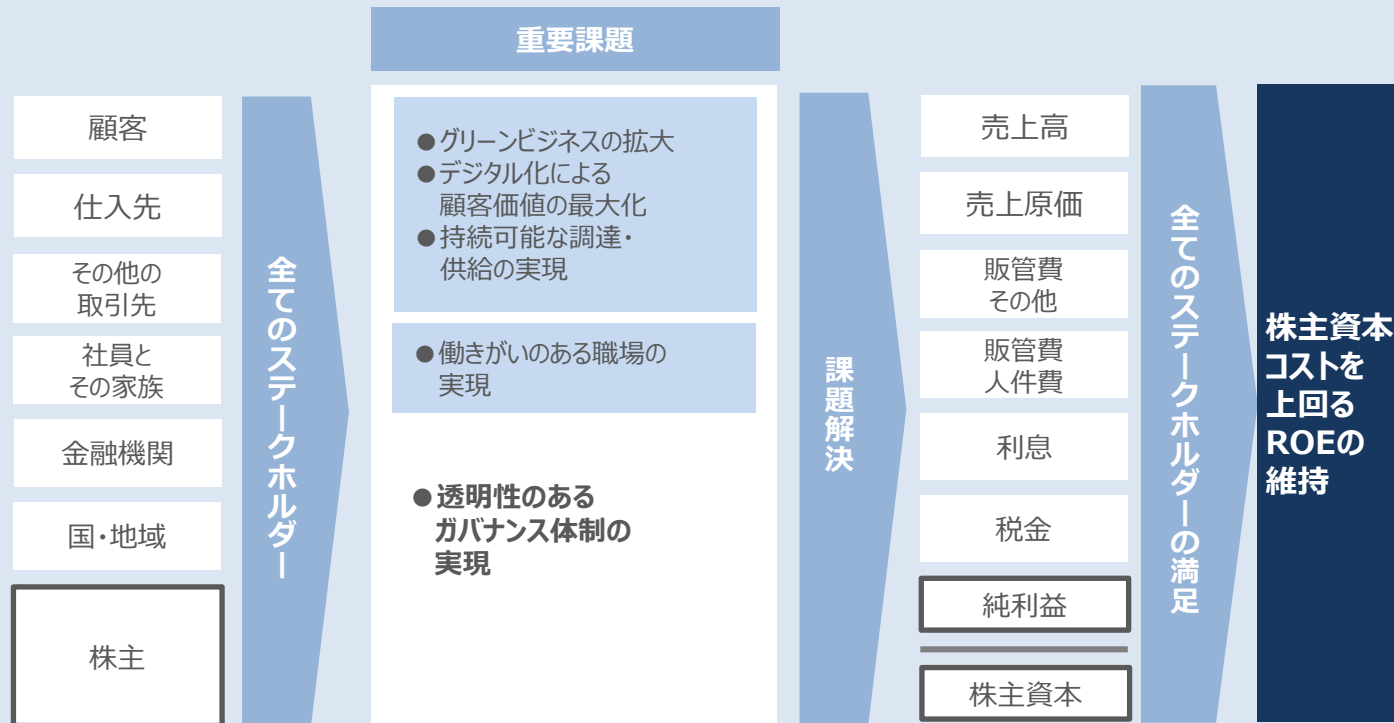 重要課題
顧客
仕入先
その他の
取引先
社員と
その家族
金融機関
国・地域
株主
全てのステークホルダー
●グリーンビジネスの拡大
●デジタル化による
顧客価値の最大化
●持続可能な調達・
供給の実現
●働きがいのある職場の
実現
●透明性のある
ガバナンス体制の
実現
課題解決
売上高
売上原価
販管費
その他
販管費
人件費
利息
税金
純利益
株主資本
全てのステークホルダーの満足
株主資本
コストを
上回る
ROEの
維持